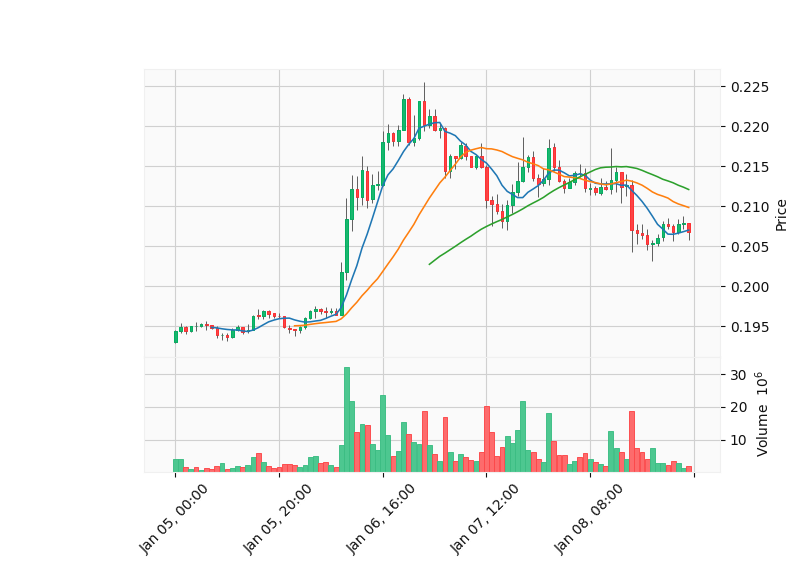 0.225
0.220
0.215
0.210
0.205
0.200
0.195
Price
30
20
10
Volume 10⁶
Jan 05, 00:00
Jan 05, 20:00
Jan 06, 16:00
Jan 07, 12:00
Jan 08, 08:00